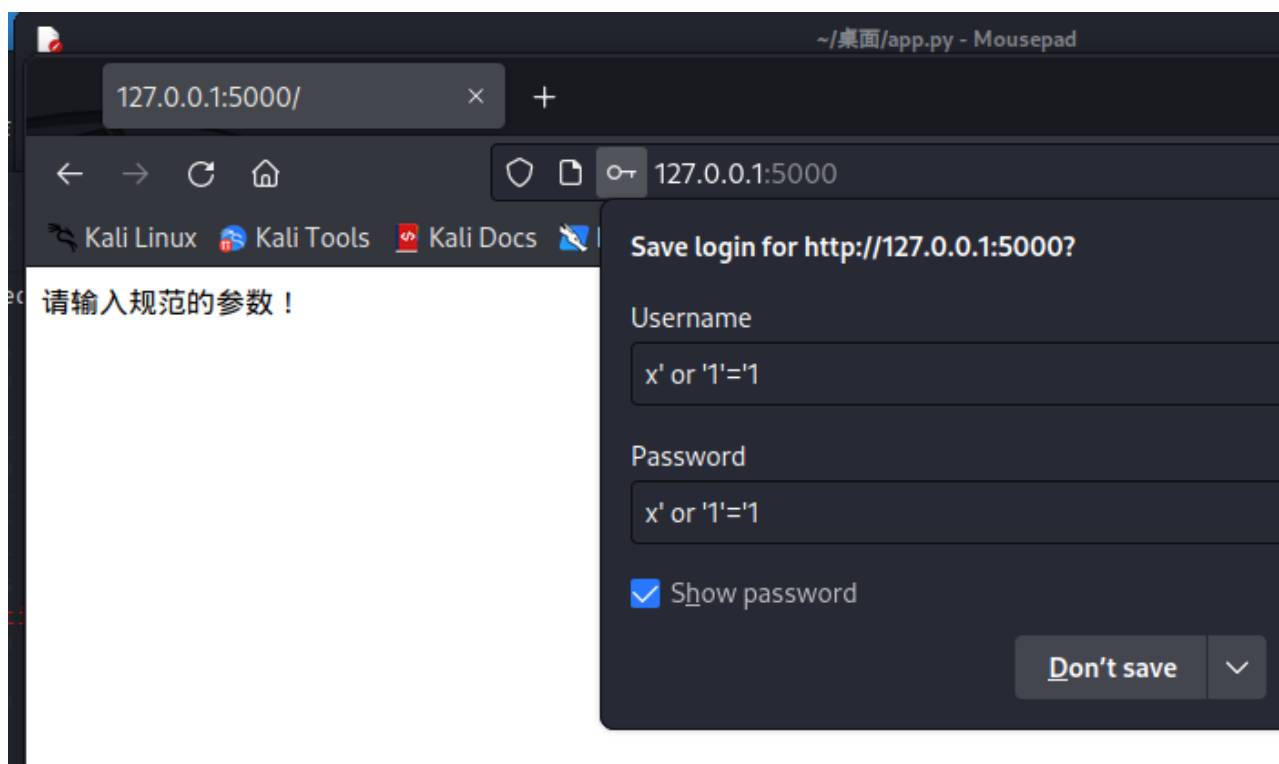 ~/桌面/app.py - Mousepad
127.0.0.1:5000/
127.0.0.1:5000
Kali Linux Kali Tools Kali Docs
Save login for http://127.0.0.1:5000?
请输入规范的参数！
Username
x' or '1'='1
Password
x' or '1'='1
Show password
Don't save